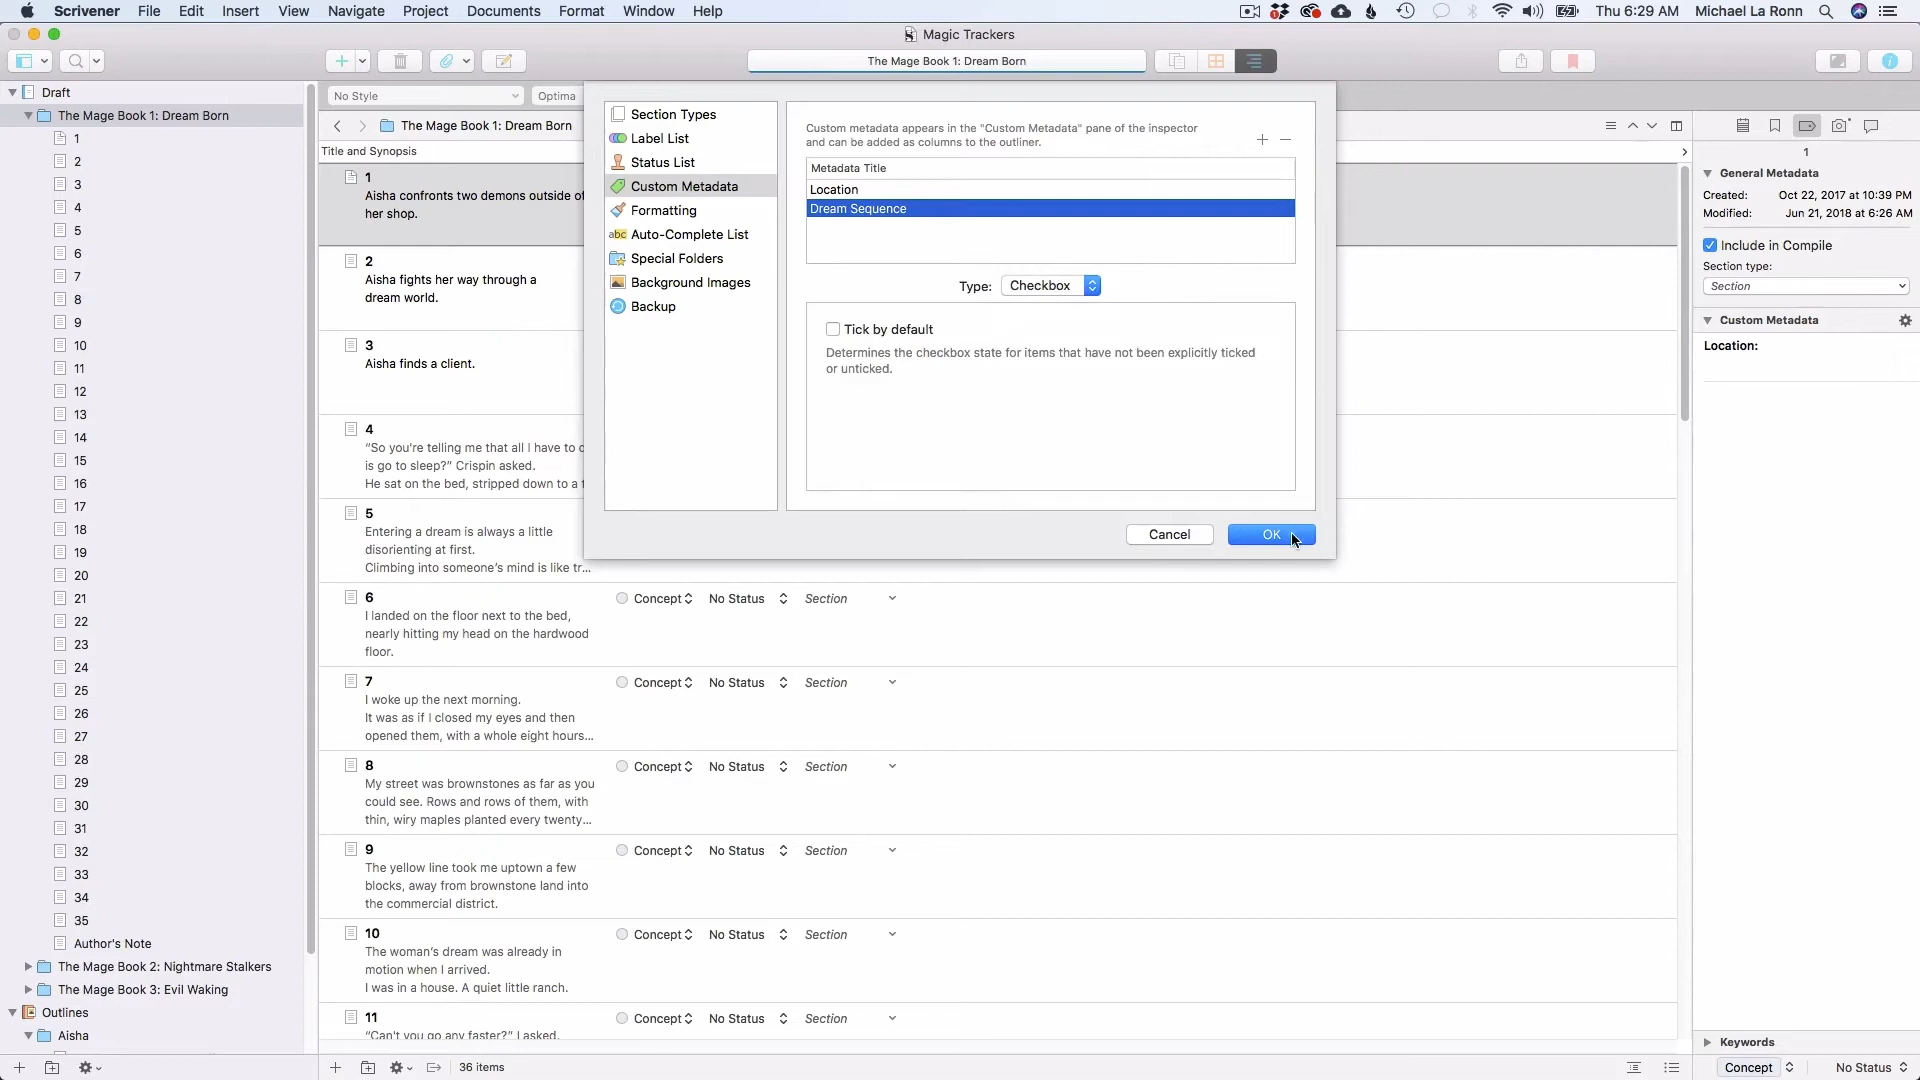 Scrivener File Edit Insert View Navigate Project Documents Format Window Help
Thu 6:29 AM Michael La Ronn
Magic Trackers
The Mage Book 1: Dream Born
Draft
The Mage Book 1: Dream Born
1
2
3
4
5
6
7
8
9
10
11
12
13
14
15
16
17
18
19
20
21
22
23
24
25
26
27
28
29
30
31
32
33
34
35
Author's Note
The Mage Book 2: Nightmare Stalkers
The Mage Book 3: Evil Waking
Outlines
Aisha
No Style Optima
The Mage Book 1: Dream Born
Title and Synopsis
1
Aisha confronts two demons outside of
her shop.
2
Aisha fights her way through a
dream world.
3
Aisha finds a client.
4
“So you're telling me that all I have to
is go to sleep?” Crispin asked.
He sat on the bed, stripped down to a
5
Entering a dream is always a little
disorienting at first.
Climbing into someone’s mind is like tr...
6 Concept No Status Section
I landed on the floor next to the bed,
nearly hitting my head on the hardwood
floor.
7 Concept No Status Section
I woke up the next morning.
It was as if I closed my eyes and then
opened them, with a whole eight hours...
8 Concept No Status Section
My street was brownstones as far as you
could see. Rows and rows of them, with
thin, wiry maples planted every twenty...
9 Concept No Status Section
The yellow line took me uptown a few
blocks, away from brownstone land into
the commercial district.
10 Concept No Status Section
The woman’s dream was already in
motion when I arrived.
I was in a house. A quiet little ranch.
11 Concept No Status Section
“Can't you go any faster?” I asked.
36 items
Section Types
Label List
Status List
Custom Metadata
Formatting
abc Auto-Complete List
Special Folders
Background Images
Backup
Custom metadata appears in the "Custom Metadata" pane of the inspector
and can be added as columns to the outliner.
Metadata Title
Location
Dream Sequence
Type: Checkbox
Tick by default
Determines the checkbox state for items that have not been explicitly ticked
or unticked.
Cancel OK
1
General Metadata
Created: Oct 22, 2017 at 10:39 PM
Modified: Jun 21, 2018 at 6:26 AM
Include in Compile
Section type:
Section
Custom Metadata
Location:
Keywords
Concept No Status